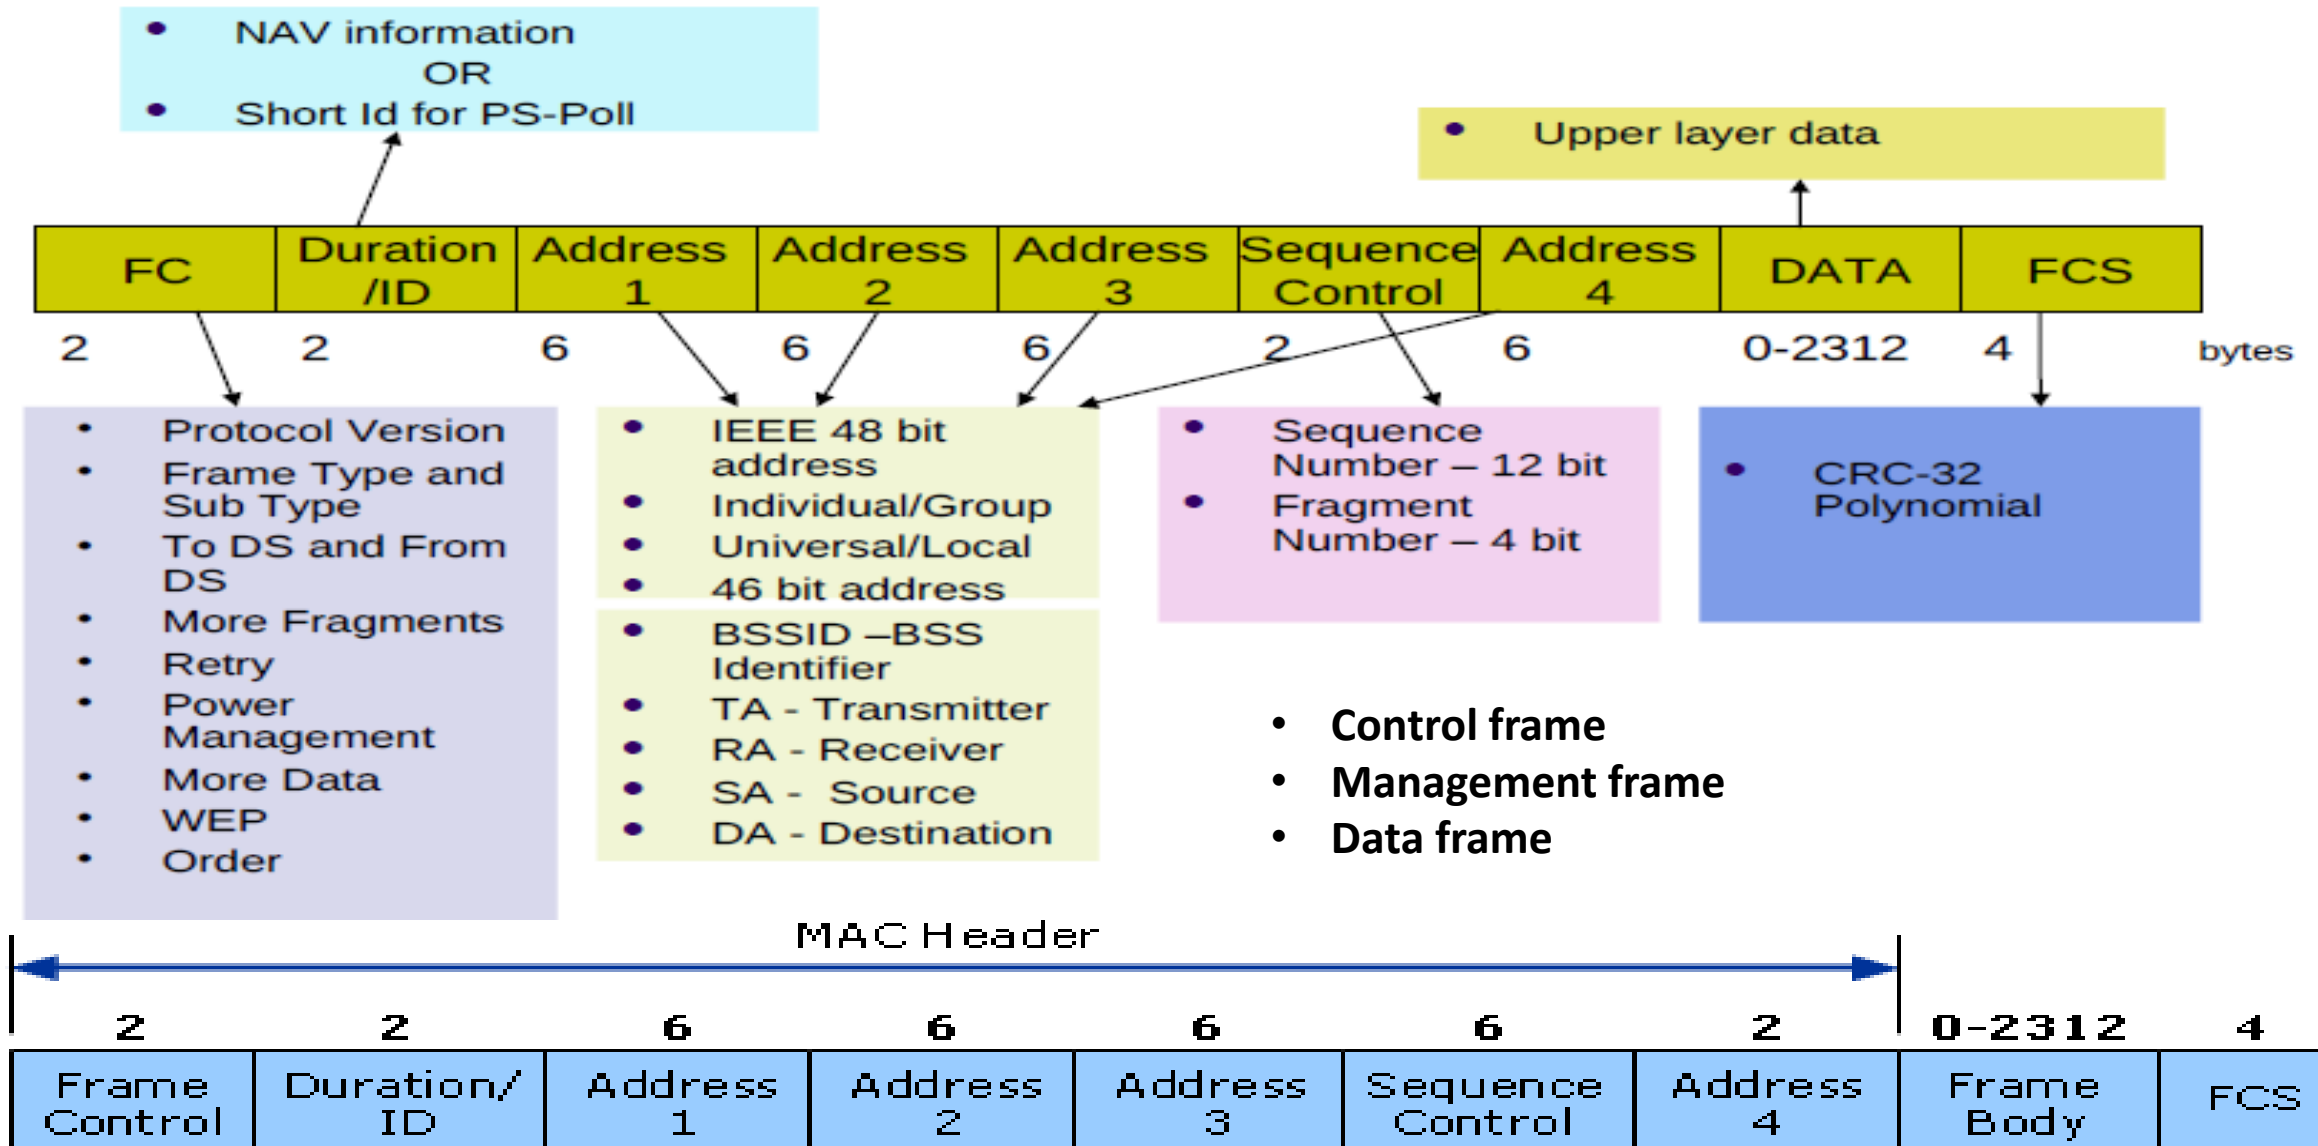 • NAV information
OR
• Short Id for PS-Poll
• Upper layer data
FC
Duration
/ID
Address
1
Address
2
Address
3
Sequence
Control
Address
4
DATA
FCS
2 2 6 6 6 2 6 0-2312 4 bytes
• Protocol Version
• Frame Type and
Sub Type
• To DS and From
DS
• More Fragments
• Retry
• Power
Management
• More Data
• WEP
• Order
• IEEE 48 bit
address
• Individual/Group
• Universal/Local
• 46 bit address
• BSSID –BSS
Identifier
• TA - Transmitter
• RA - Receiver
• SA - Source
• DA - Destination
• Sequence
Number – 12 bit
• Fragment
Number – 4 bit
• CRC-32
Polynomial
• Control frame
• Management frame
• Data frame
MAC Header
2 2 6 6 6 6 2 0-2312 4
Frame
Control
Duration/
ID
Address
1
Address
2
Address
3
Sequence
Control
Address
4
Frame
Body
FCS